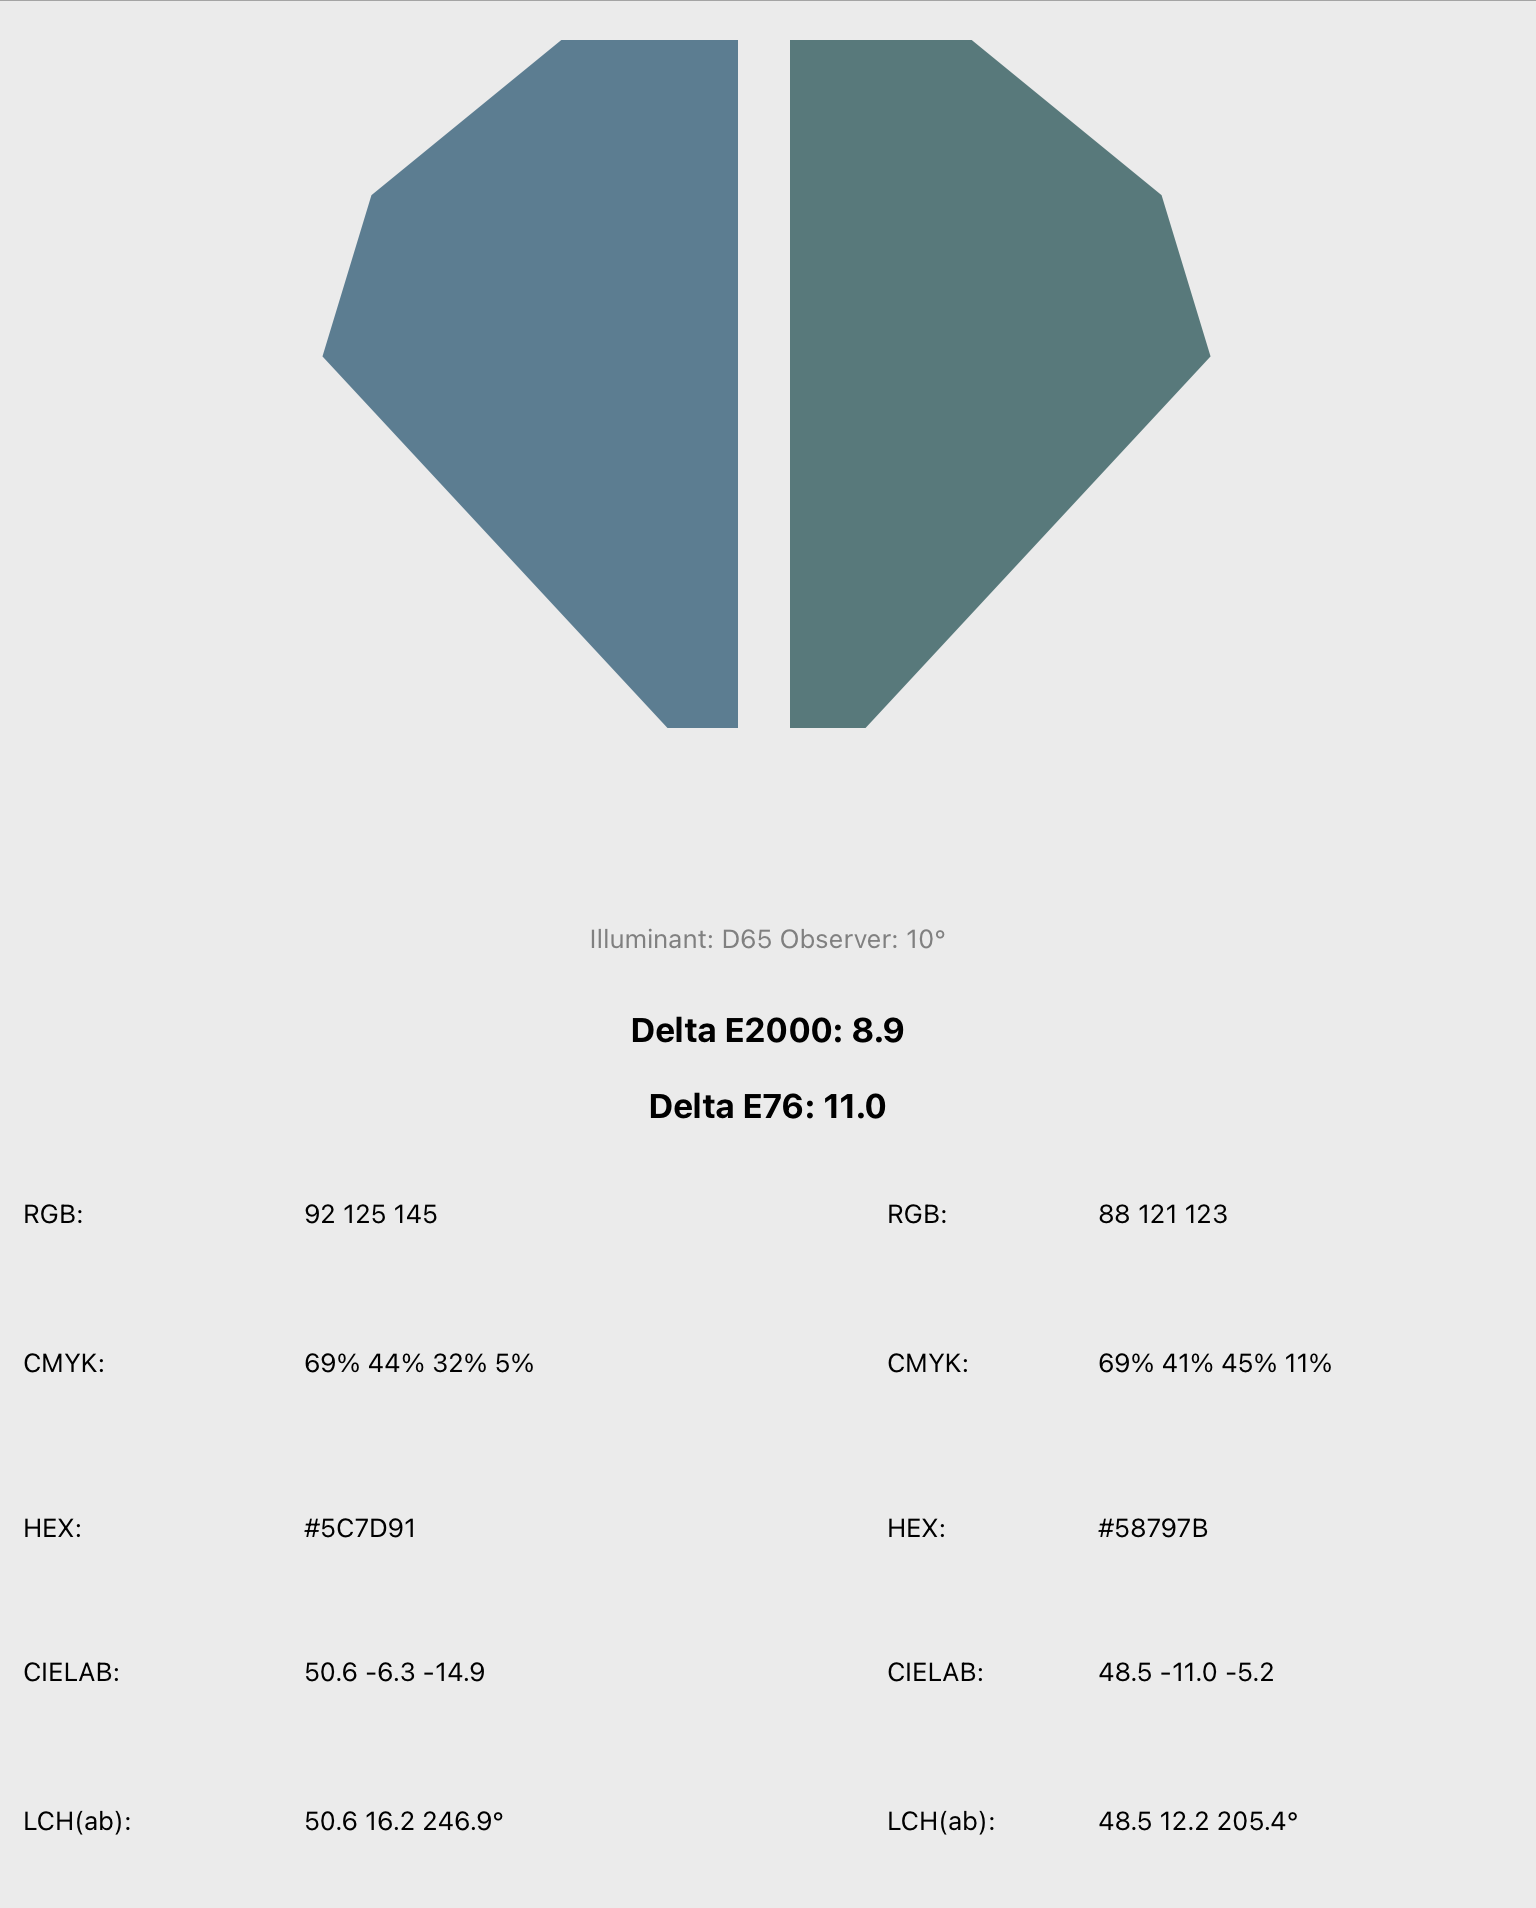 Illuminant: D65 Observer: 10°
Delta E2000: 8.9
Delta E76: 11.0
RGB: 92 125 145 RGB: 88 121 123
CMYK: 69% 44% 32% 5% CMYK: 69% 41% 45% 11%
HEX: #5C7D91 HEX: #58797B
CIELAB: 50.6 -6.3 -14.9 CIELAB: 48.5 -11.0 -5.2
LCH(ab): 50.6 16.2 246.9° LCH(ab): 48.5 12.2 205.4°